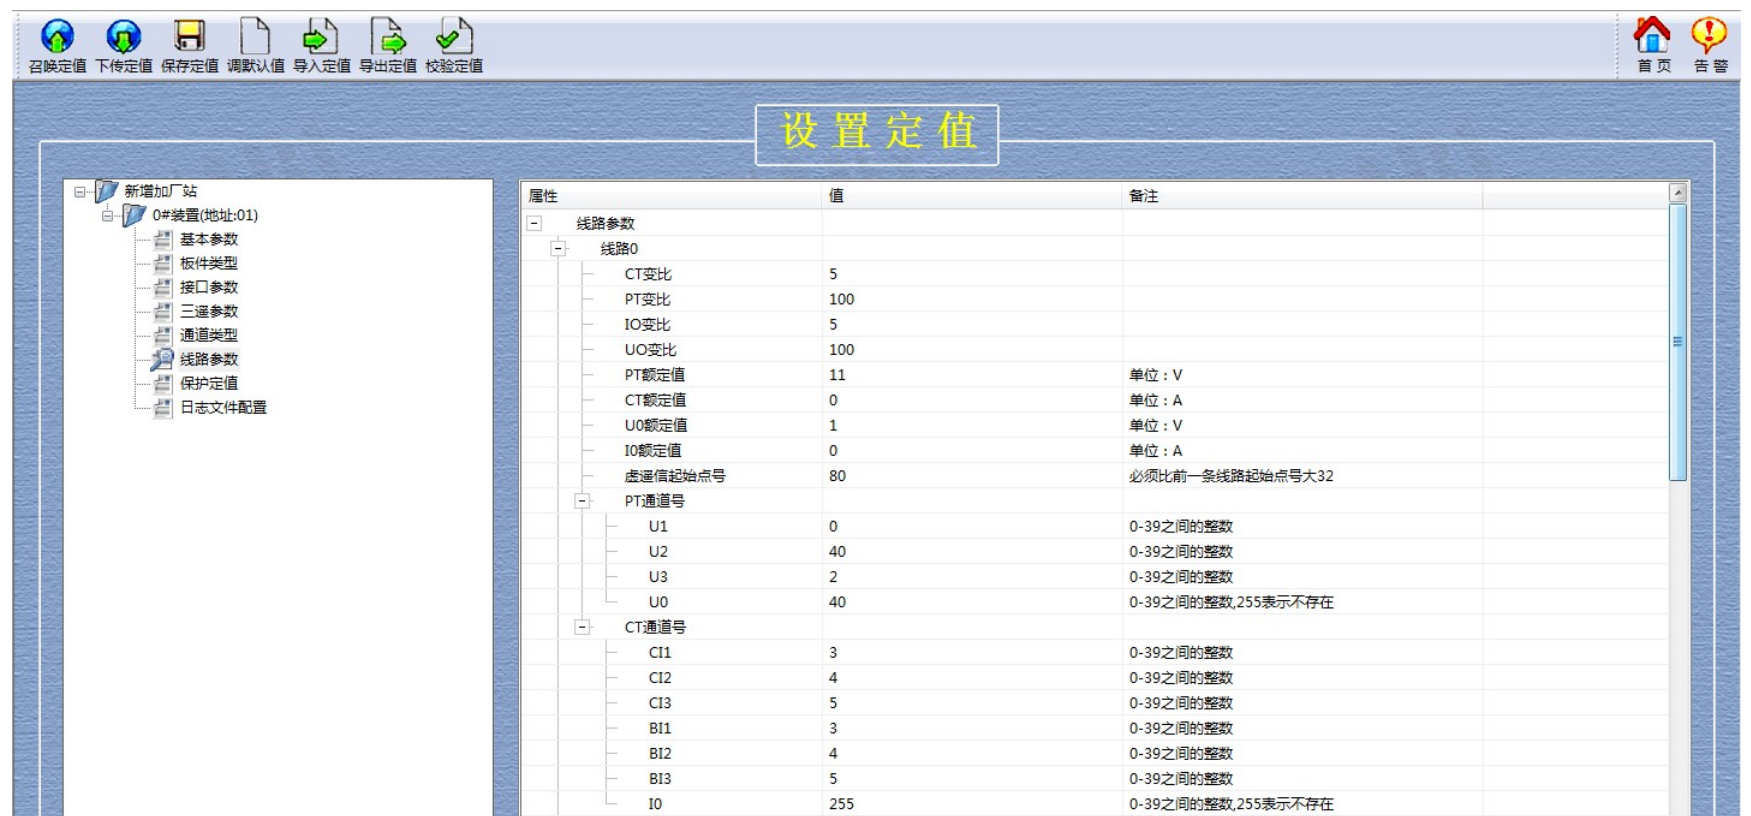 召唤定值 下传定值 保存定值 调默认值 导入定值 导出定值 校验定值 首 页 告 警
设置定值
新增加厂站
0#装置(地址:01)
基本参数
板件类型
接口参数
三遥参数
通道类型
线路参数
保护定值
日志文件配置
属性 值 备注
线路参数
线路0
CT变比 5
PT变比 100
IO变比 5
UO变比 100
PT额定值 11 单位：V
CT额定值 0 单位：A
U0额定值 1 单位：V
I0额定值 0 单位：A
虚遥信起始点号 80 必须比前一条线路起始点号大32
PT通道号
U1 0 0-39之间的整数
U2 40 0-39之间的整数
U3 2 0-39之间的整数
U0 40 0-39之间的整数,255表示不存在
CT通道号
CI1 3 0-39之间的整数
CI2 4 0-39之间的整数
CI3 5 0-39之间的整数
BI1 3 0-39之间的整数
BI2 4 0-39之间的整数
BI3 5 0-39之间的整数
I0 255 0-39之间的整数,255表示不存在